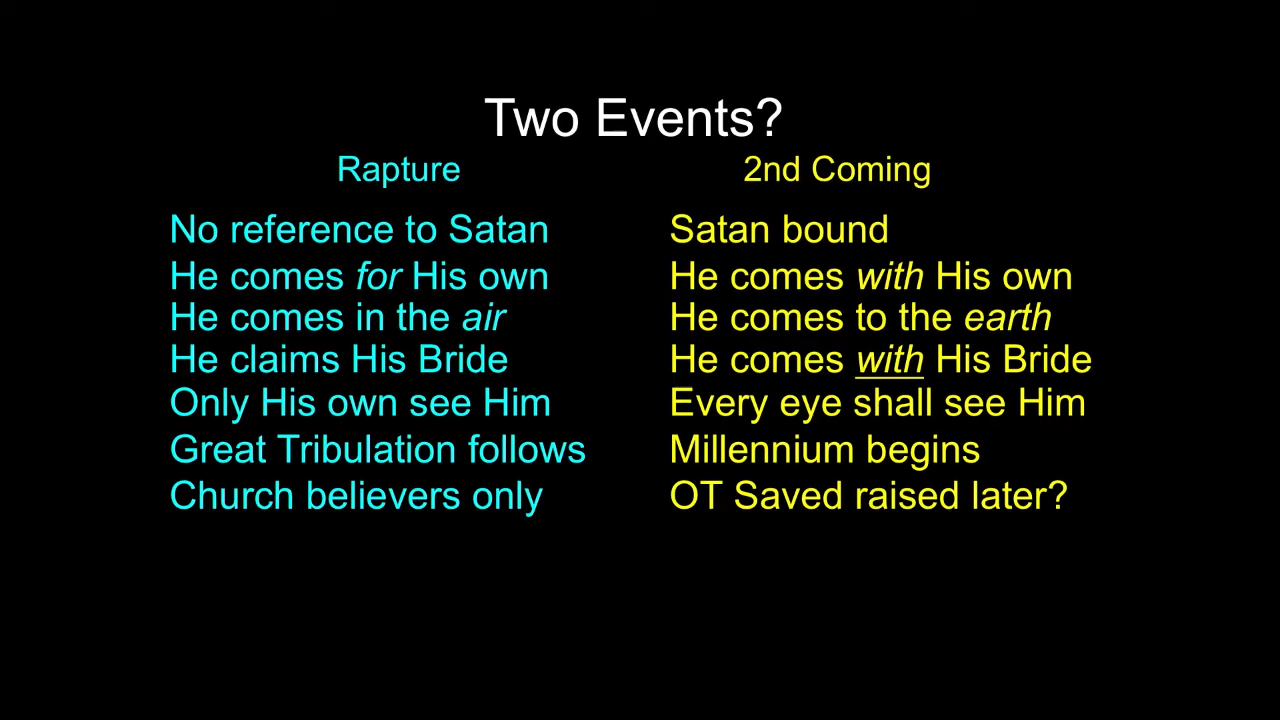 Two Events?
Rapture 2nd Coming
No reference to Satan Satan bound
He comes for His own He comes with His own
He comes in the air He comes to the earth
He claims His Bride He comes with His Bride
Only His own see Him Every eye shall see Him
Great Tribulation follows Millennium begins
Church believers only OT Saved raised later?